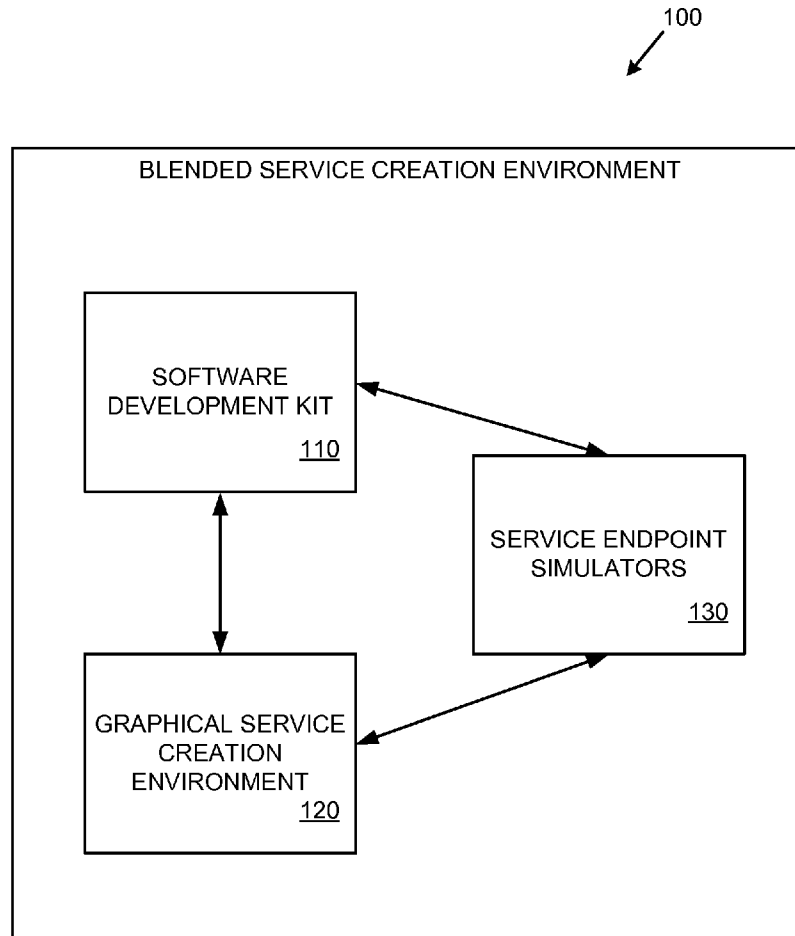 100
BLENDED SERVICE CREATION ENVIRONMENT
SOFTWARE
DEVELOPMENT KIT
110
SERVICE ENDPOINT
SIMULATORS
130
GRAPHICAL SERVICE
CREATION
ENVIRONMENT
120